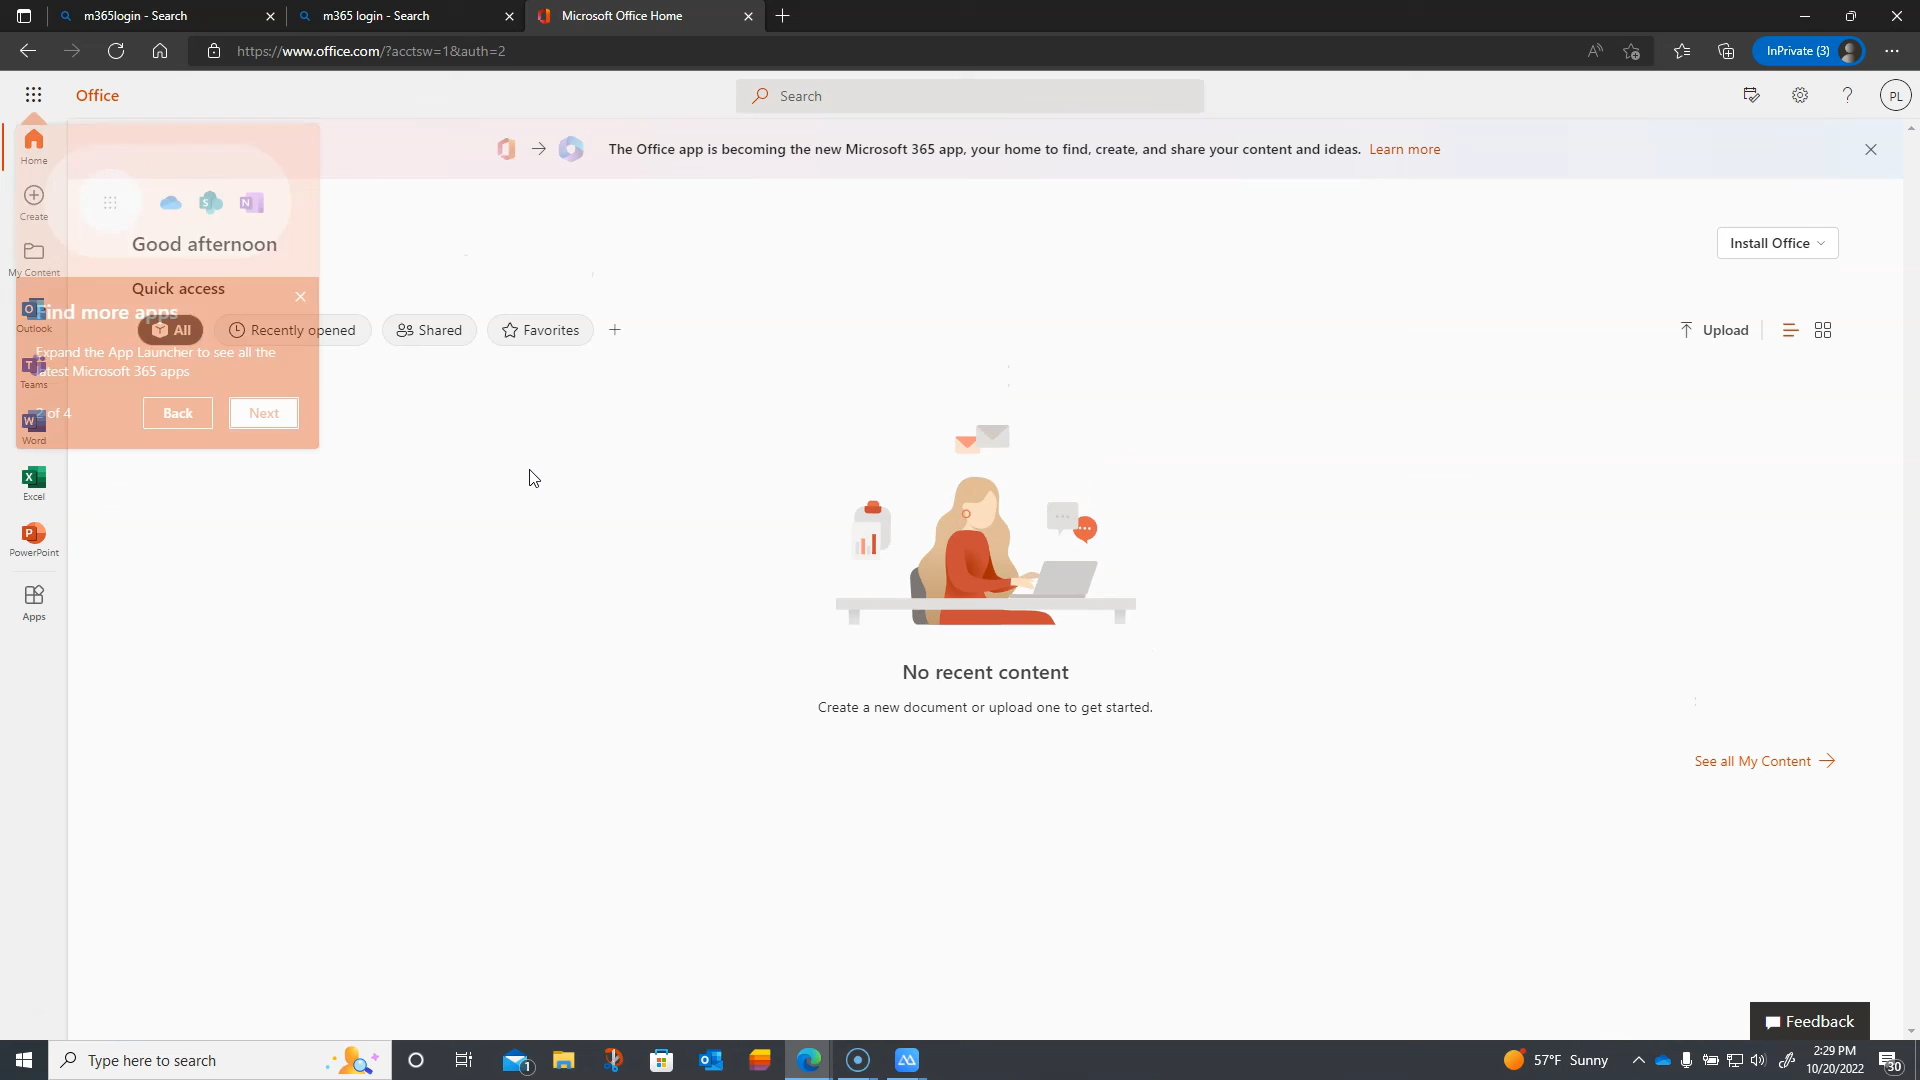 m365login - Search
m365 login - Search
Microsoft Office Home
https://www.office.com/?acctsw=1&auth=2
InPrivate (3)
Office
Search
PL
The Office app is becoming the new Microsoft 365 app, your home to find, create, and share your content and ideas. Learn more
Home
Create
My Content
Outlook
Teams
Word
Excel
PowerPoint
Apps
Good afternoon
Install Office
Quick access
Find more apps
All
Recently opened
Shared
Favorites
Upload
Expand the App Launcher to see all the
latest Microsoft 365 apps
2 of 4
Back
Next
No recent content
Create a new document or upload one to get started.
See all My Content
Feedback
Type here to search
1
57°F Sunny
2:29 PM
10/20/2022
30